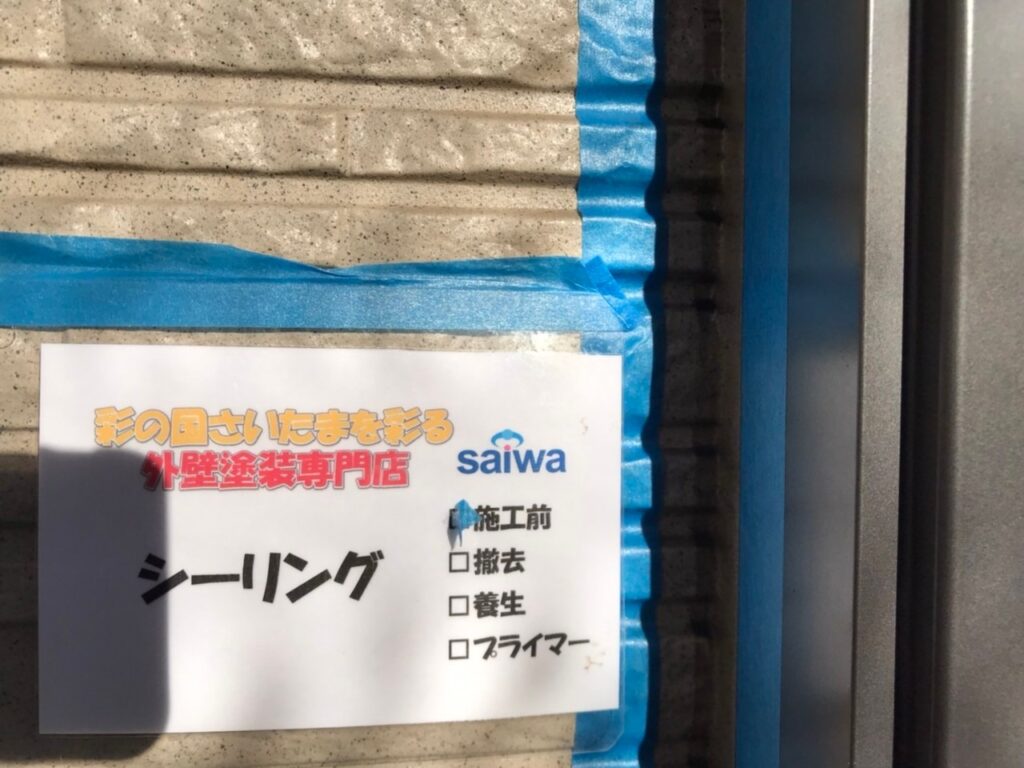 彩の国さいたまを彩る
外壁塗装専門店
saiwa
シーリング
□施工前
□撤去
□養生
□プライマー